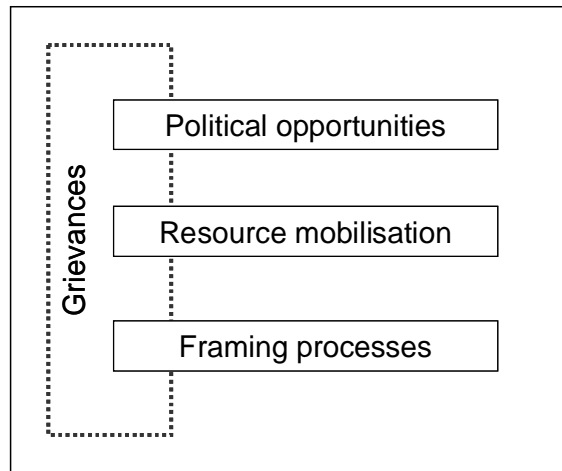 Political opportunities
Grievances
Resource mobilisation
Framing processes